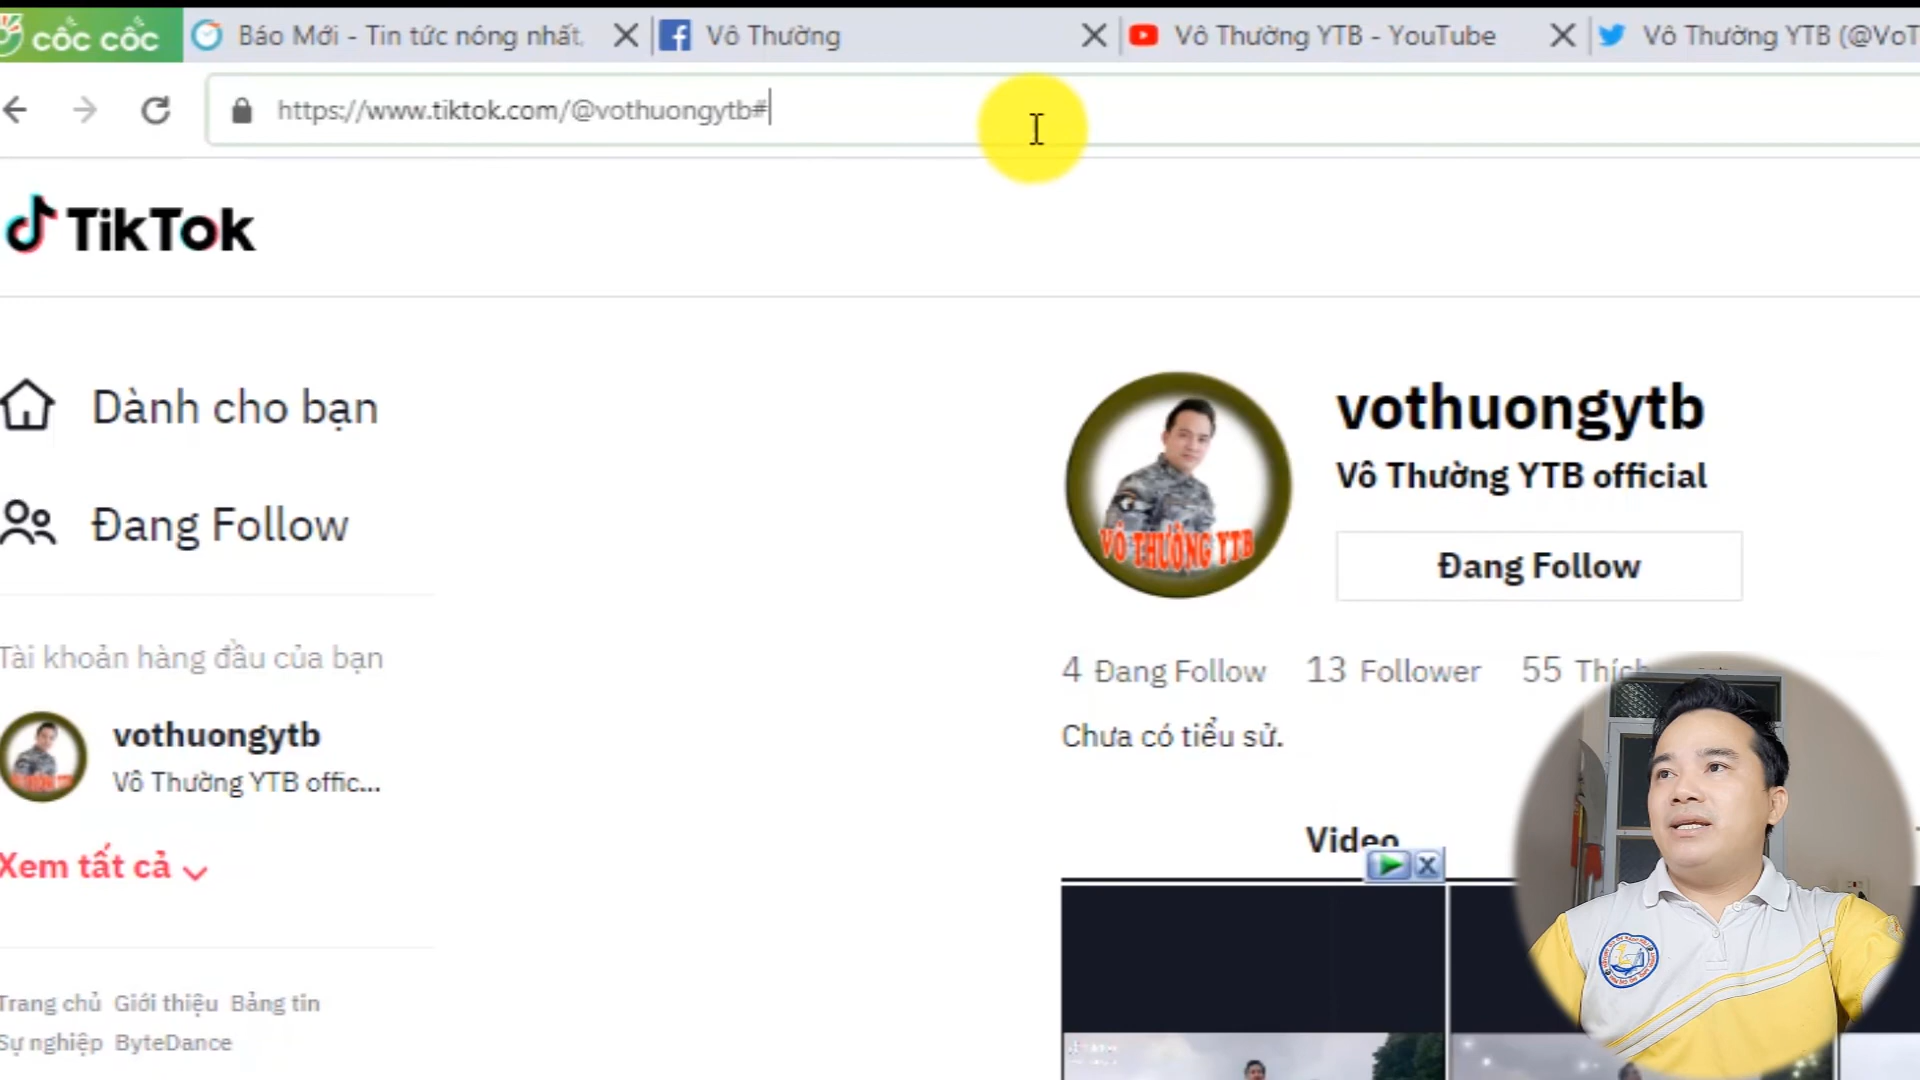 cốc cốc
Báo Mới - Tin tức nóng nhất,
Vô Thường
Vô Thường YTB - YouTube
Vô Thường YTB (@VoT
https://www.tiktok.com/@vothuongytb#
TikTok
Dành cho bạn
Đang Follow
Tài khoản hàng đầu của bạn
vothuongytb
Vô Thường YTB offic...
Xem tất cả
Trang chủ Giới thiệu Bảng tin
Sự nghiệp ByteDance
vothuongytb
Vô Thường YTB official
Đang Follow
VÔ THƯỜNG YTB
4 Đang Follow 13 Follower 55 Thích
Chưa có tiểu sử.
Video